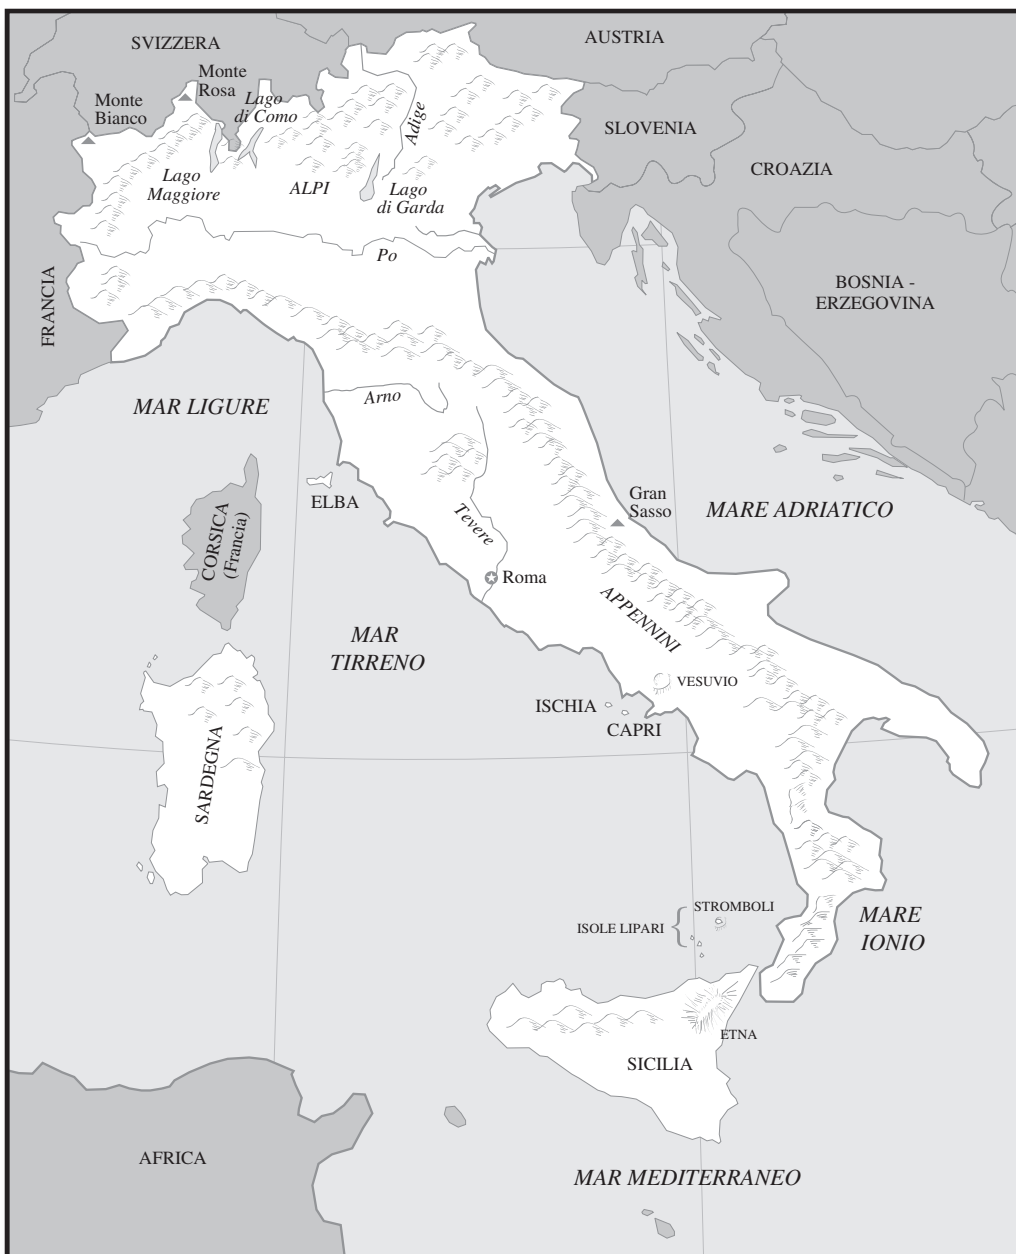 SVIZZERA
AUSTRIA
Monte
Rosa
Monte
Bianco
Lago
di Como
Adige
SLOVENIA
CROAZIA
Lago
Maggiore
ALPI
Lago
di Garda
Po
FRANCIA
BOSNIA -
ERZEGOVINA
MAR LIGURE
Arno
ELBA
Gran
Sasso
MARE ADRIATICO
CORSICA
(Francia)
Tevere
Roma
APPENNINI
MAR
TIRRENO
VESUVIO
ISCHIA
CAPRI
SARDEGNA
STROMBOLI
ISOLE LIPARI
MARE
IONIO
ETNA
SICILIA
AFRICA
MAR MEDITERRANEO